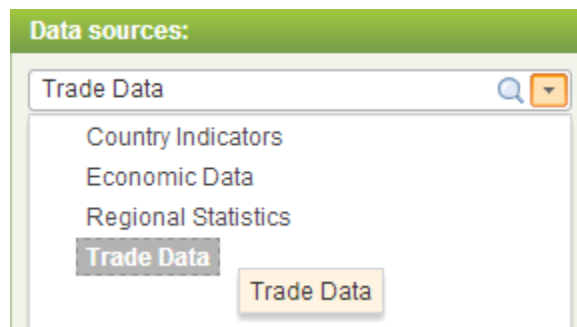 Data sources:
Trade Data
Country Indicators
Economic Data
Regional Statistics
Trade Data
Trade Data